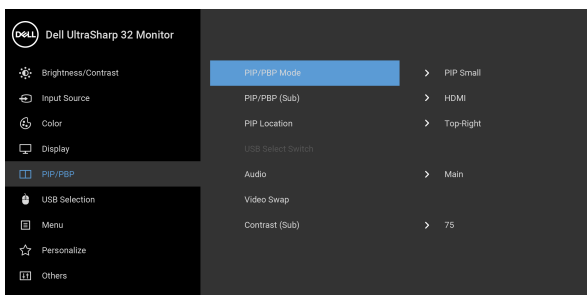 DELL Dell UltraSharp 32 Monitor
Brightness/Contrast PIP/PBP Mode PIP Small
Input Source PIP/PBP (Sub) HDMI
Color PIP Location Top-Right
Display USB Select Switch
PIP/PBP Audio Main
USB Selection Video Swap
Menu Contrast (Sub) 75
Personalize
Others